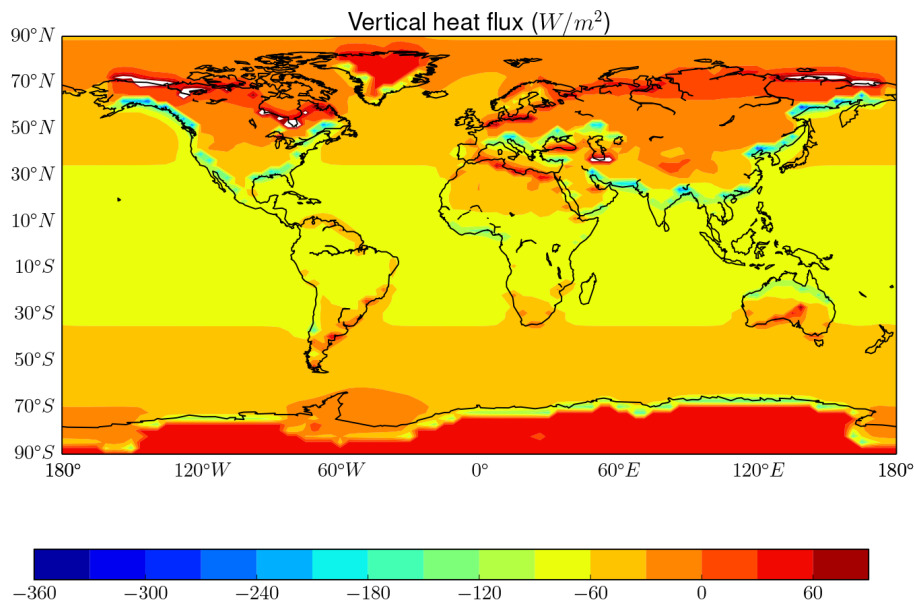 Vertical heat flux (W/m²)
90°N
70°N
50°N
30°N
10°N
10°S
30°S
50°S
70°S
90°S
180° 120°W 60°W 0° 60°E 120°E 180°
−360 −300 −240 −180 −120 −60 0 60